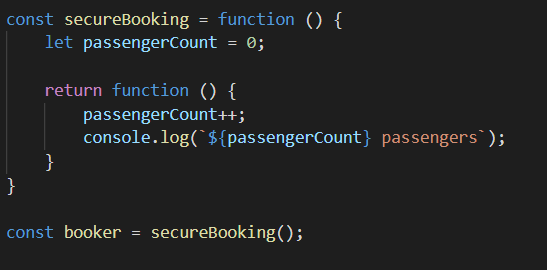 const secureBooking = function () {
    let passengerCount = 0;

    return function () {
        passengerCount++;
        console.log(`${passengerCount} passengers`);
    }
}

const booker = secureBooking();